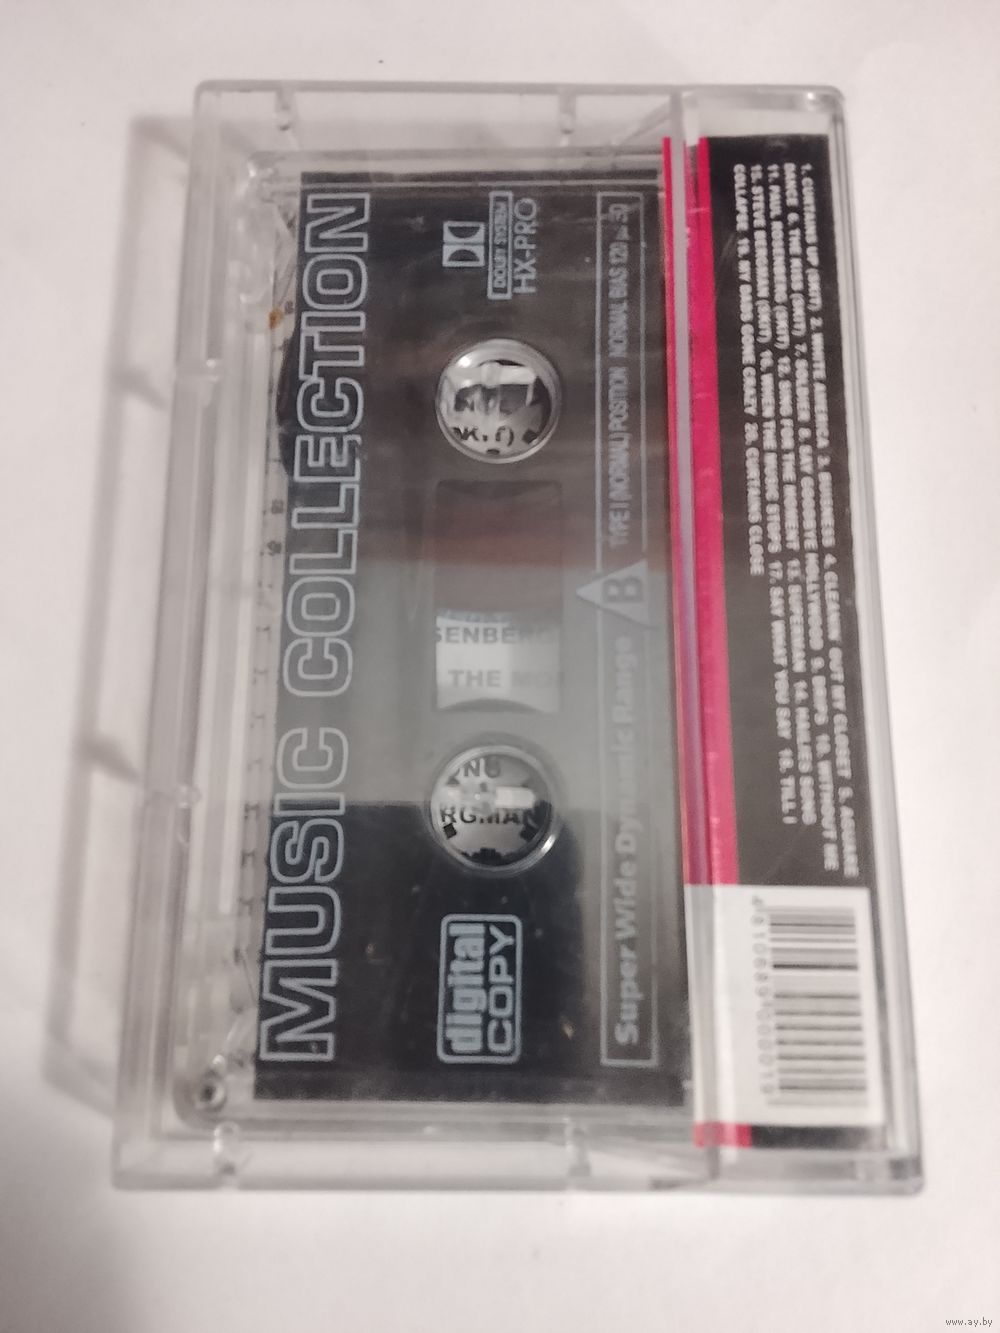 MUSIC COLLECTION
DOLBY SYSTEM
HX-PRO
digital
COPY
SENBERG
THE MO
RGMAN
B
TYPE I (NORMAL) POSITION NORMAL BIAS 120
Super Wide Dynamic Range
1. CURTAINS UP (SKIT) 2. WHITE AMERICA 3. BUSINESS 4. CLEANIN' OUT MY CLOSET 5. SQUARE
DANCE 6. THE KISS (SKIT) 7. SOLDIER 8. SAY GOODBYE HOLLYWOOD 9. DRIPS 10. WITHOUT ME
11. PAUL ROSENBERG (SKIT) 12. SING FOR THE MOMENT 13. SUPERMAN 14. HAILIES SONG
15. STEVE BERGMAN (SKIT) 16. WHEN THE MUSIC STOPS 17. SAY WHAT YOU SAY 18. TILL I
COLLAPSE 19. MY DADS GONE CRAZY 20. CURTAINS CLOSE
www.ay.by